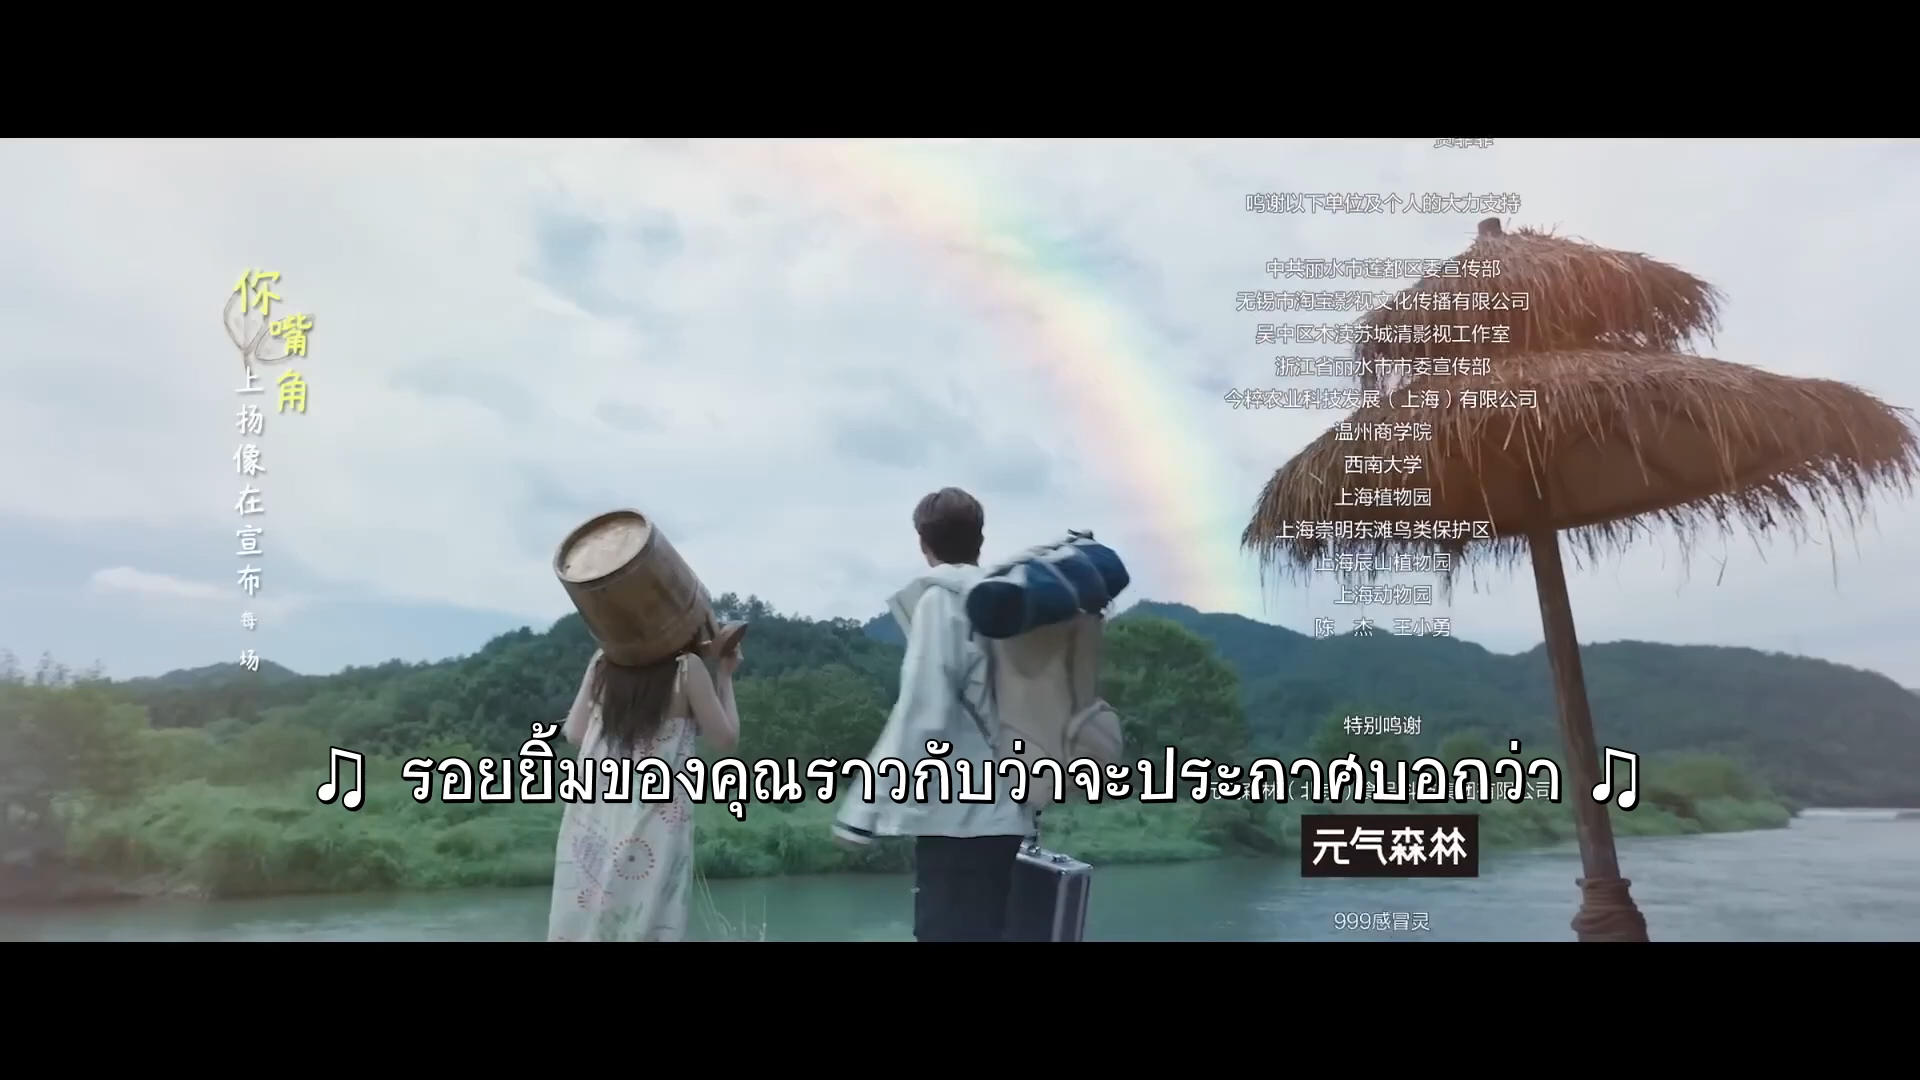 你嘴角
上扬像在宣布每场
鸣谢以下单位及个人的大力支持
中共丽水市莲都区委宣传部
无锡市淘宝影视文化传播有限公司
吴中区木渎苏城清影视工作室
浙江省丽水市市委宣传部
今粹农业科技发展（上海）有限公司
温州商学院
西南大学
上海植物园
上海崇明东滩鸟类保护区
上海辰山植物园
上海动物园
陈 杰 王小勇
特别鸣谢
♫ รอยยิ้มของคุณราวกับว่าจะประกาศบอกว่า ♫
元气森林
999感冒灵